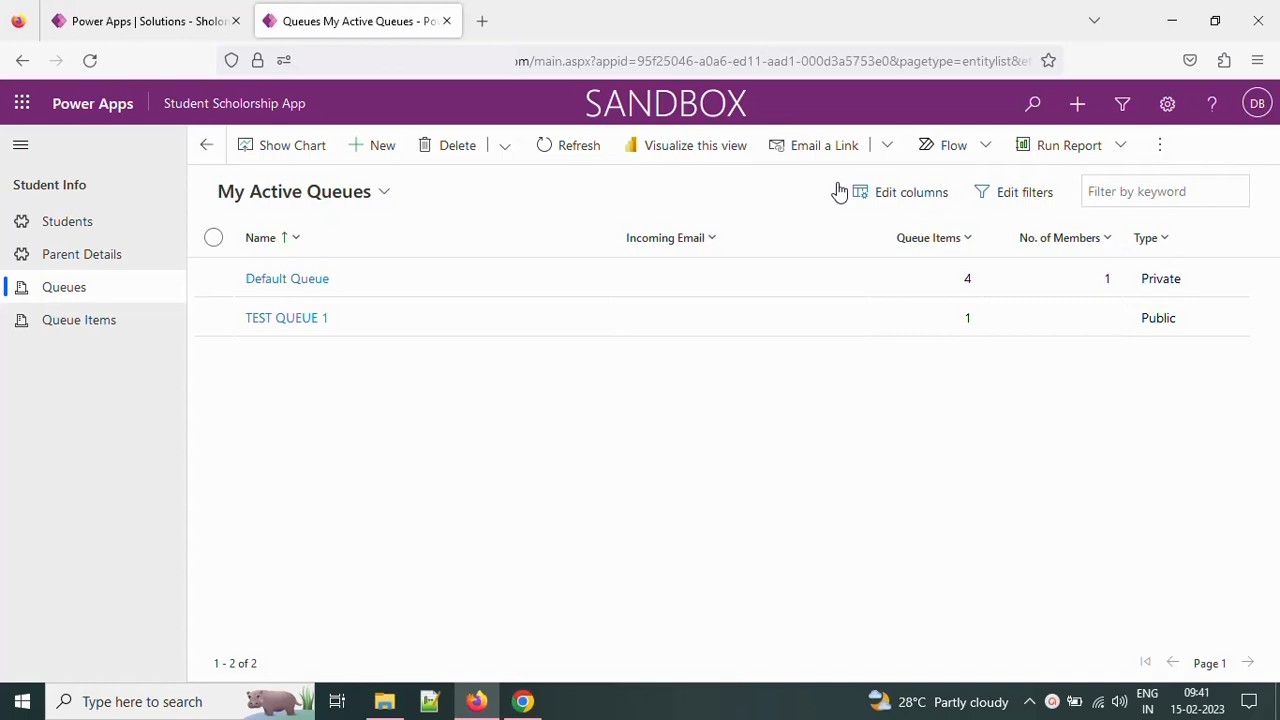 Power Apps | Solutions - Sholor
Queues My Active Queues - Po
om/main.aspx?appid=95f25046-a0a6-ed11-aad1-000d3a5753e0&pagetype=entitylist&et
Power Apps
Student Scholorship App
SANDBOX
DB
Show Chart
New
Delete
Refresh
Visualize this view
Email a Link
Flow
Run Report
Student Info
Students
Parent Details
Queues
Queue Items
My Active Queues
Edit columns
Edit filters
Filter by keyword
Name ↑ Incoming Email Queue Items No. of Members Type
Default Queue 4 1 Private
TEST QUEUE 1 1 Public
1 - 2 of 2
Page 1
Type here to search
28°C Partly cloudy
ENG
IN
09:41
15-02-2023